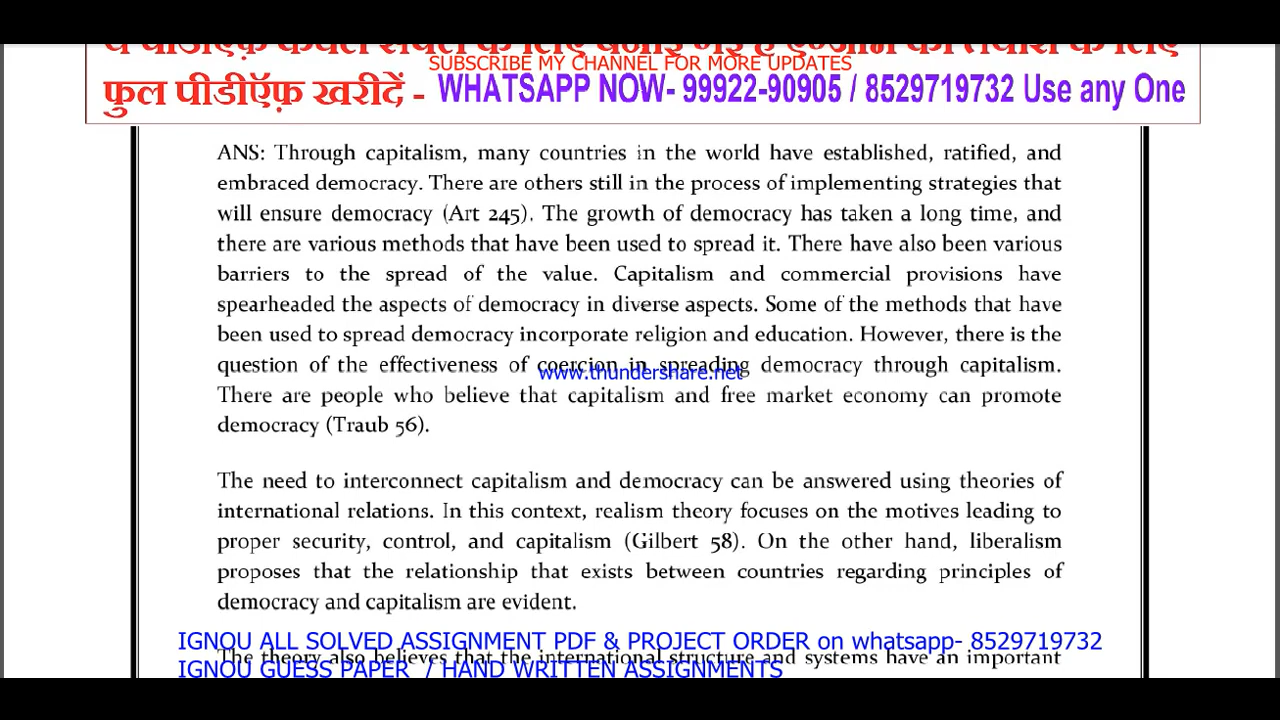 ये पीडीएफ़ केवल सैंपल के लिए बनाई गई है एग्जाम की तैयारी के लिए
SUBSCRIBE MY CHANNEL FOR MORE UPDATES
फुल पीडीऍफ़ खरीदें - WHATSAPP NOW- 99922-90905 / 8529719732 Use any One
ANS: Through capitalism, many countries in the world have established, ratified, and
embraced democracy. There are others still in the process of implementing strategies that
will ensure democracy (Art 245). The growth of democracy has taken a long time, and
there are various methods that have been used to spread it. There have also been various
barriers to the spread of the value. Capitalism and commercial provisions have
spearheaded the aspects of democracy in diverse aspects. Some of the methods that have
been used to spread democracy incorporate religion and education. However, there is the
question of the effectiveness of coercion in spreading democracy through capitalism.
www.thundershare.net
There are people who believe that capitalism and free market economy can promote
democracy (Traub 56).
The need to interconnect capitalism and democracy can be answered using theories of
international relations. In this context, realism theory focuses on the motives leading to
proper security, control, and capitalism (Gilbert 58). On the other hand, liberalism
proposes that the relationship that exists between countries regarding principles of
democracy and capitalism are evident.
IGNOU ALL SOLVED ASSIGNMENT PDF & PROJECT ORDER on whatsapp- 8529719732
The theory also believes that the international structure and systems have an important
IGNOU GUESS PAPER / HAND WRITTEN ASSIGNMENTS